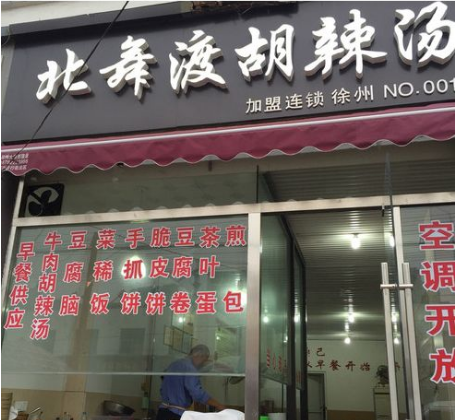 北舞渡胡辣汤
加盟连锁 徐州 NO.001
早餐供应
牛肉胡辣汤
豆腐脑
菜稀饭
手抓饼
脆皮饼
豆腐卷
茶叶蛋
煎包
空调开放